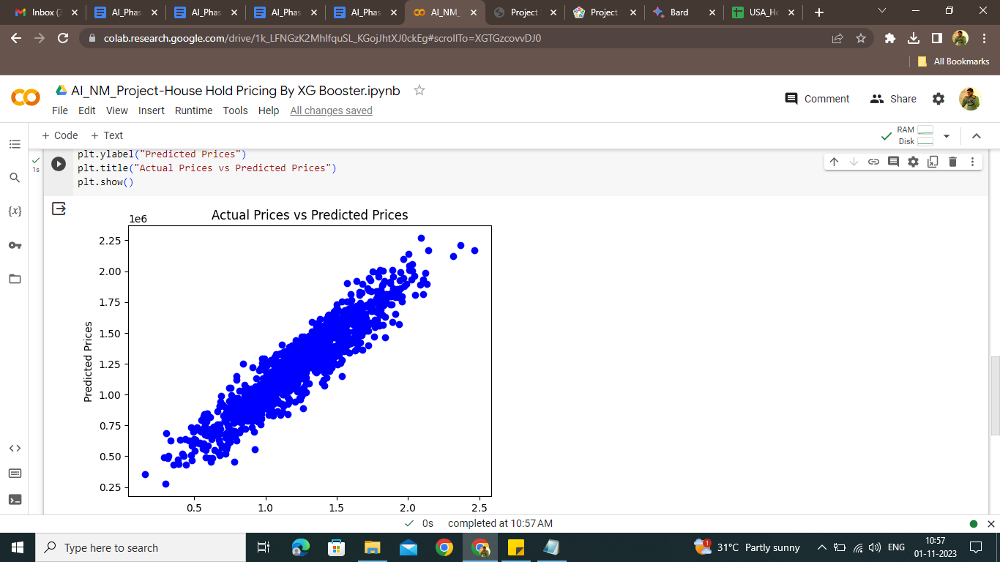 Inbox (3
AI_Phas
AI_Phas
AI_Phas
AI_Phas
AI_NM_
Project
Project
Bard
USA_Ho
colab.research.google.com/drive/1k_LFNGzK2MhIfquSL_KGojJhtXJ0ckEg#scrollTo=XGTGzcovvDJ0
All Bookmarks
AI_NM_Project-House Hold Pricing By XG Booster.ipynb
Comment
Share
File Edit View Insert Runtime Tools Help All changes saved
+ Code + Text
RAM
Disk
plt.ylabel("Predicted Prices")
1s
plt.title("Actual Prices vs Predicted Prices")
plt.show()
{x}
Actual Prices vs Predicted Prices
1e6
2.25
2.00
1.75
1.50
1.25
1.00
0.75
0.50
0.25
Predicted Prices
0.5 1.0 1.5 2.0 2.5
0s completed at 10:57 AM
Type here to search
1
31°C Partly sunny
ENG
10:57
01-11-2023